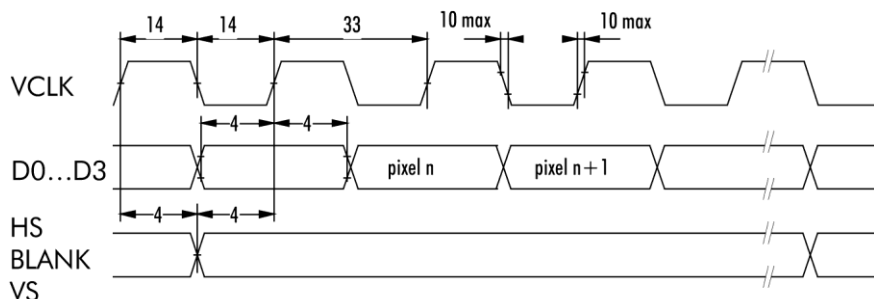 14 14 33 10 max 10 max
VCLK
4 4
D0...D3 pixel n pixel n+1
4 4
HS
BLANK
VS